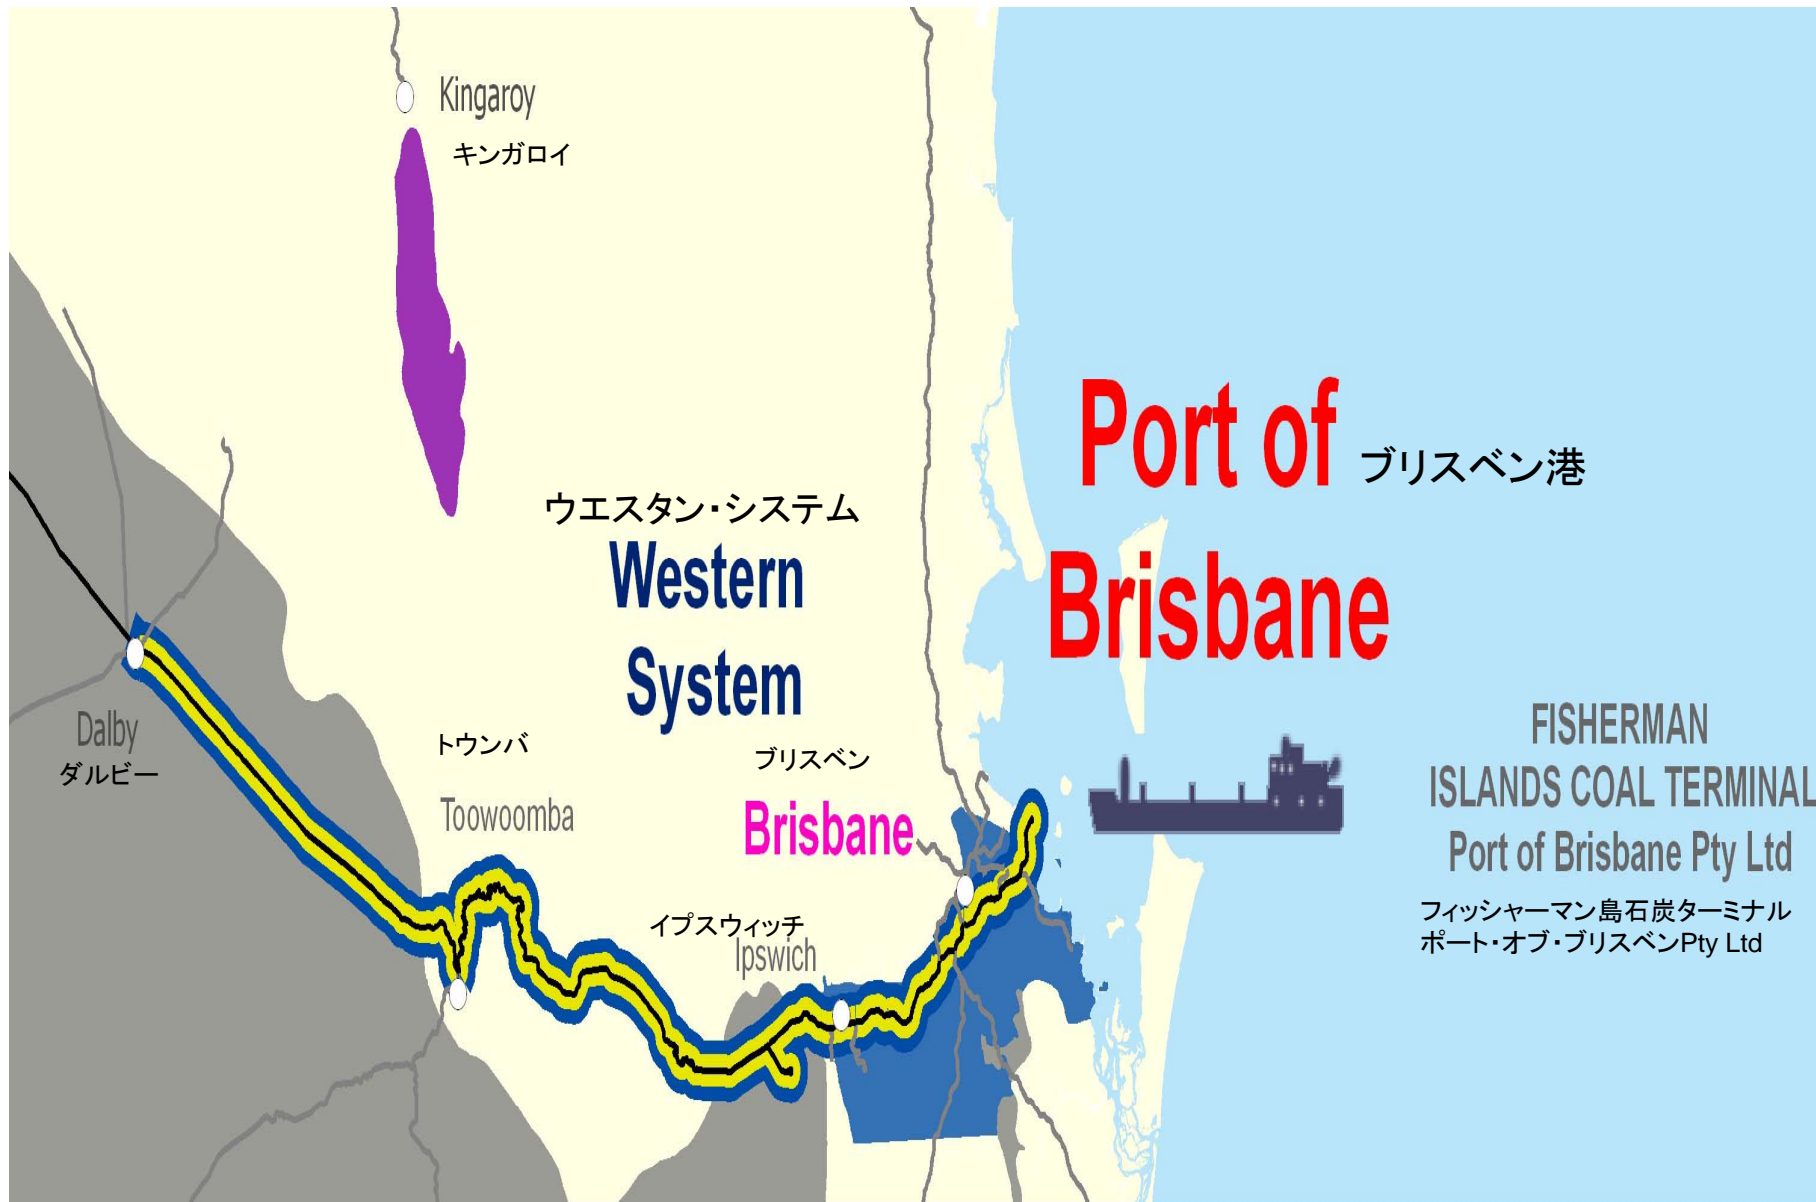 Kingaroy
キンガロイ
Port of
Brisbane
ブリスベン港
ウエスタン・システム
Western
System
Dalby
ダルビー
トウンバ
Toowoomba
ブリスベン
Brisbane
イプスウィッチ
Ipswich
FISHERMAN
ISLANDS COAL TERMINAL
Port of Brisbane Pty Ltd
フィッシャーマン島石炭ターミナル
ポート・オブ・ブリスベンPty Ltd